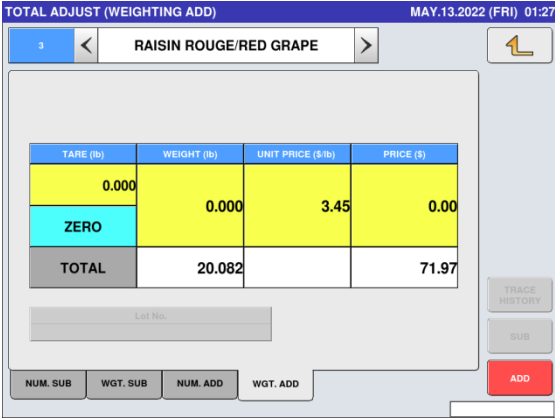 TOTAL ADJUST (WEIGHTING ADD) MAY.13.2022 (FRI) 01:27
3 RAISIN ROUGE/RED GRAPE
TARE (lb) WEIGHT (lb) UNIT PRICE ($/lb) PRICE ($)
0.000
0.000 3.45 0.00
ZERO
TOTAL 20.082 71.97
Lot No.
TRACE
HISTORY
SUB
ADD
NUM. SUB WGT. SUB NUM. ADD WGT. ADD